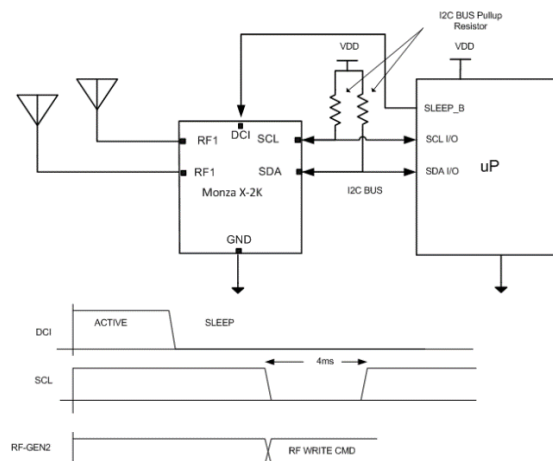 I2C BUS Pullup
Resistor
VDD
VDD
SLEEP_B
RF1
DCI
SCL
SCL I/O
RF1
SDA
SDA I/O
uP
Monza X-2K
I2C BUS
GND
ACTIVE
SLEEP
DCI
4ms
SCL
RF-GEN2
RF WRITE CMD